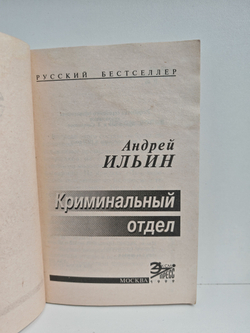 РУССКИЙ БЕСТСЕЛЛЕР
Андрей
ИЛЬИН
Криминальный
отдел
МОСКВА